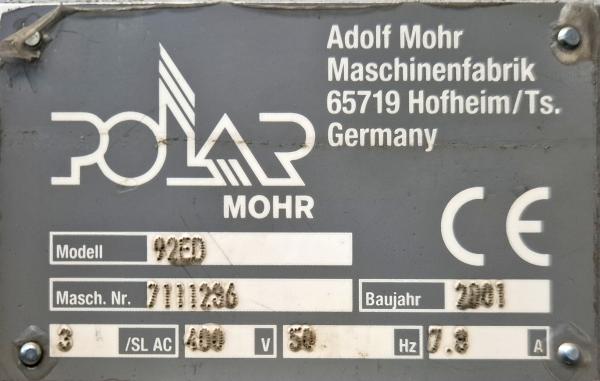 Adolf Mohr
Maschinenfabrik
65719 Hofheim/Ts.
Germany
POLAR
MOHR
CE
Modell 92ED
Masch. Nr. 7111236
Baujahr 2001
3 /SL AC 400 V 50 Hz 7.8 A